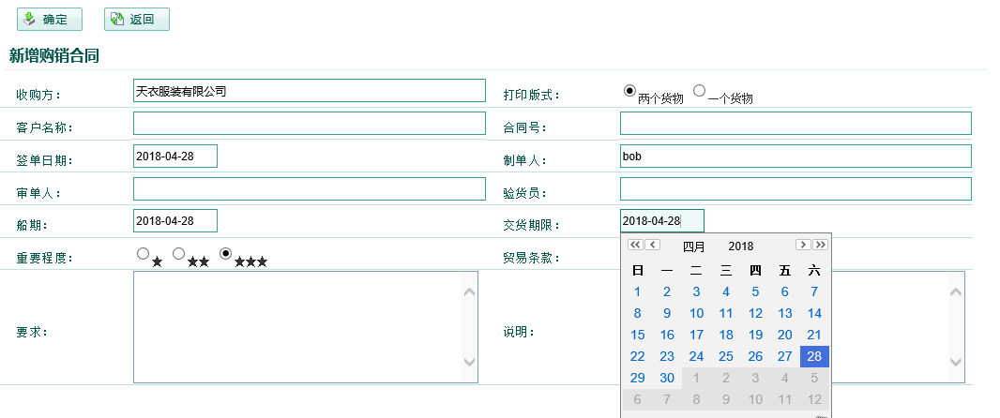 确定 返回
新增购销合同
收购方： 天衣服装有限公司 打印版式： 两个货物 一个货物
客户名称： 合同号：
签单日期： 2018-04-28 制单人： bob
审单人： 验货员：
船期： 2018-04-28 交货期限： 2018-04-28
重要程度： ★ ★★ ★★★ 贸易条款：
要求： 说明：
四月 2018
日 一 二 三 四 五 六
1 2 3 4 5 6 7
8 9 10 11 12 13 14
15 16 17 18 19 20 21
22 23 24 25 26 27 28
29 30 1 2 3 4 5
6 7 8 9 10 11 12